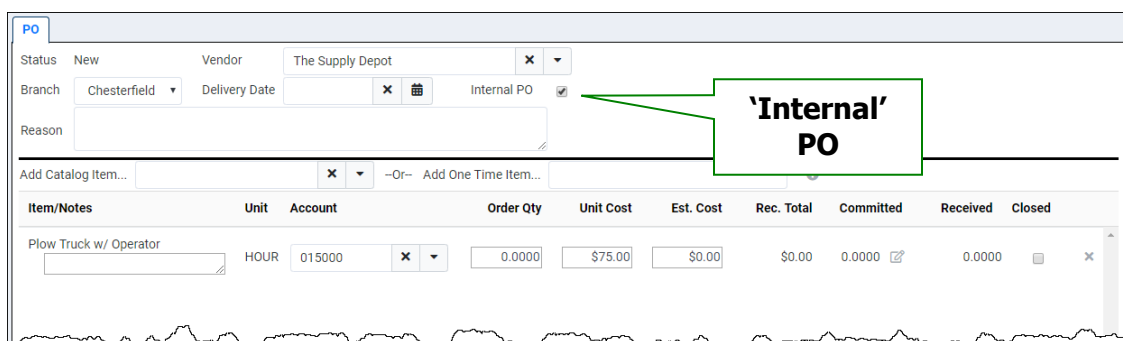 PO
Status New Vendor The Supply Depot
Branch Chesterfield Delivery Date Internal PO
‘Internal’
PO
Reason
Add Catalog Item... --Or-- Add One Time Item...
Item/Notes Unit Account Order Qty Unit Cost Est. Cost Rec. Total Committed Received Closed
Plow Truck w/ Operator
HOUR 015000 0.0000 $75.00 $0.00 $0.00 0.0000 0.0000